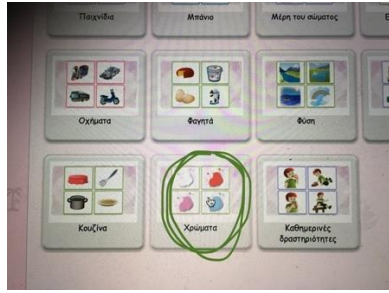 Παιχνίδια
Μπάνιο
Μέρη του σώματος
Οχήματα
Φαγητά
Φύση
Κουζίνα
Χρώματα
Καθημερινές
δραστηριότητες